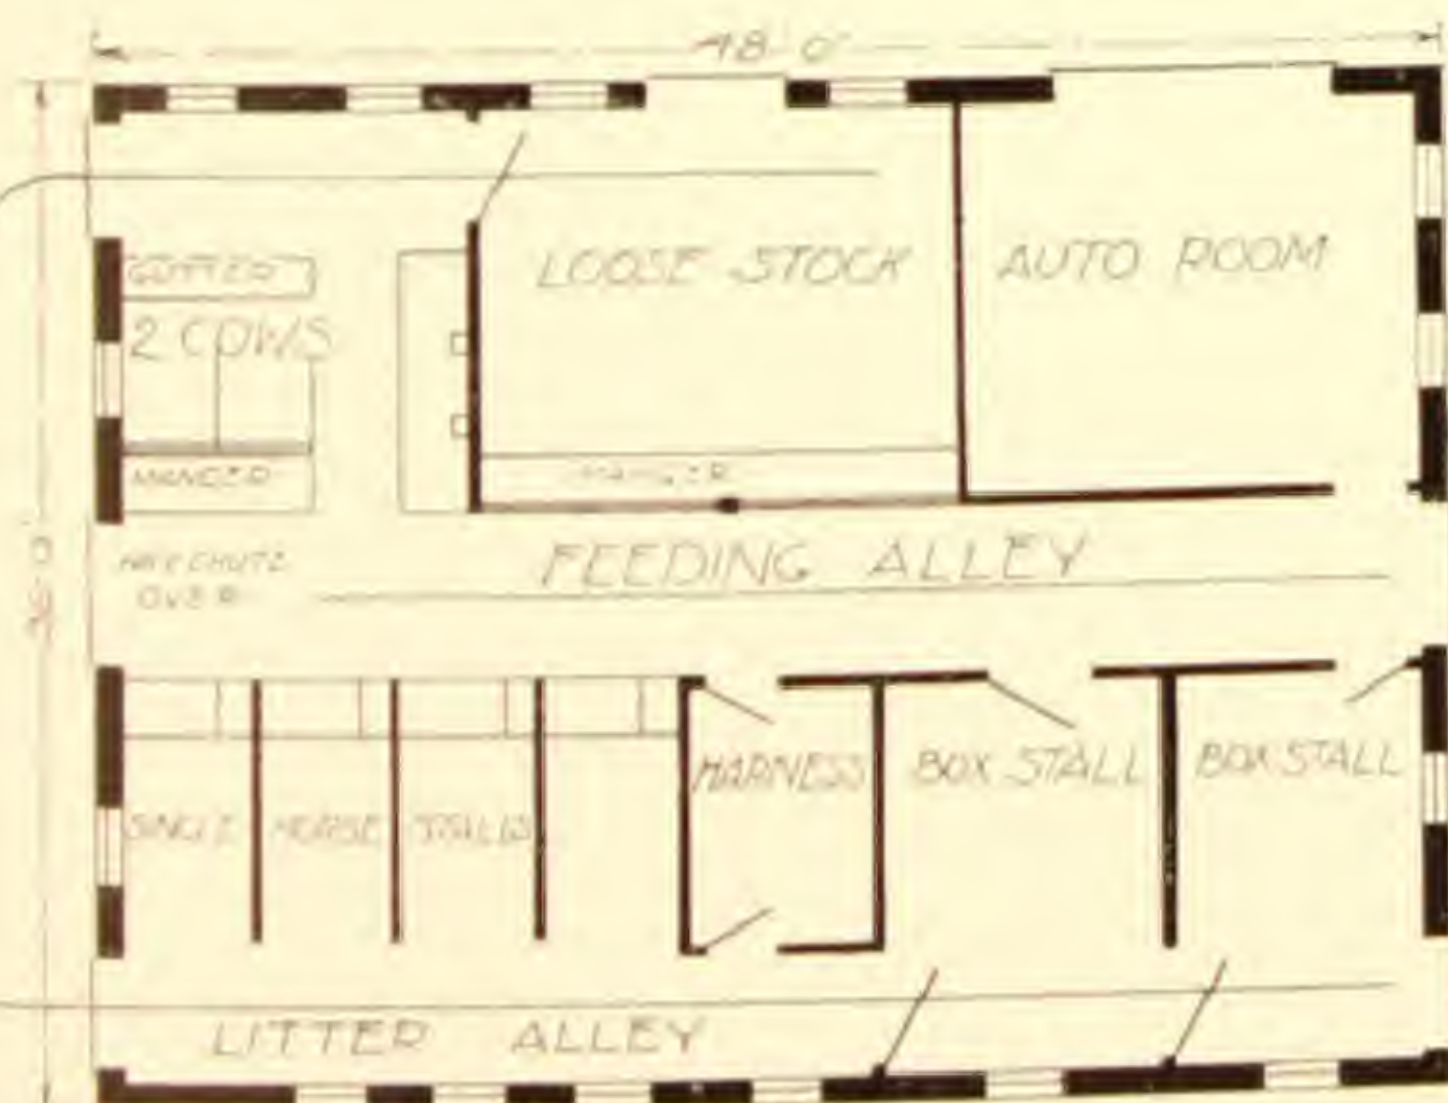 48'0"
GUTTER
2 COWS
MANGER
LOOSE STOCK
MANGER
AUTO ROOM
HAY CHUTE
OVER
FEEDING ALLEY
SINGLE HORSE STALLS
HARNESS
BOX STALL
BOX STALL
LITTER ALLEY